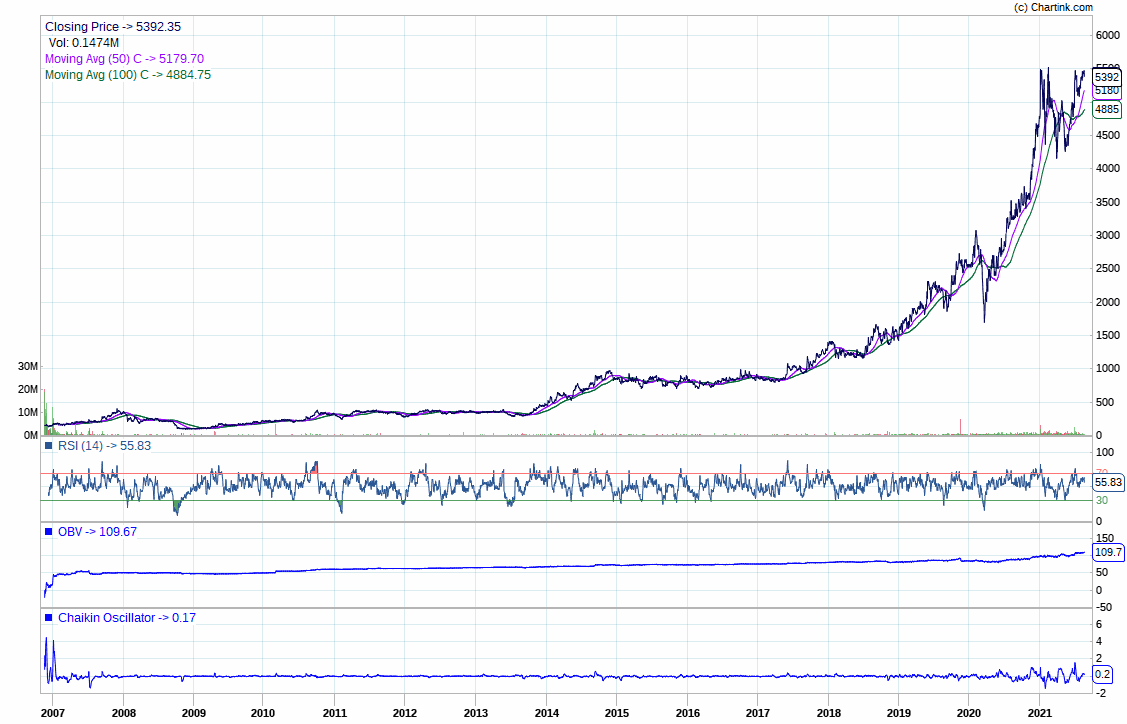 (c) Chartink.com
Closing Price -> 5392.35
Vol: 0.1474M
Moving Avg (50) C -> 5179.70
Moving Avg (100) C -> 4884.75
6000
5500
5392
5180
4885
4500
4000
3500
3000
2500
2000
1500
1000
500
0
30M
20M
10M
0M
RSI (14) -> 55.83
100
70
55.83
30
0
OBV -> 109.67
150
109.7
50
0
-50
Chaikin Oscillator -> 0.17
6
4
2
0.2
-2
2007 2008 2009 2010 2011 2012 2013 2014 2015 2016 2017 2018 2019 2020 2021